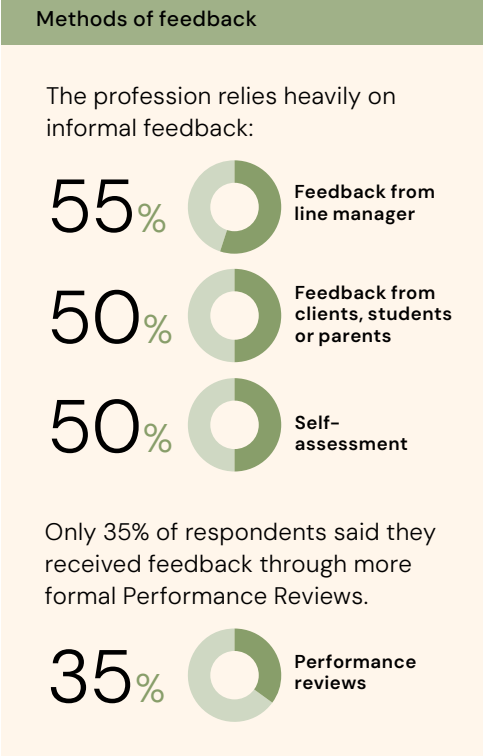 Methods of feedback
The profession relies heavily on
informal feedback:
55%
Feedback from
line manager
50%
Feedback from
clients, students
or parents
50%
Self-
assessment
Only 35% of respondents said they
received feedback through more
formal Performance Reviews.
35%
Performance
reviews